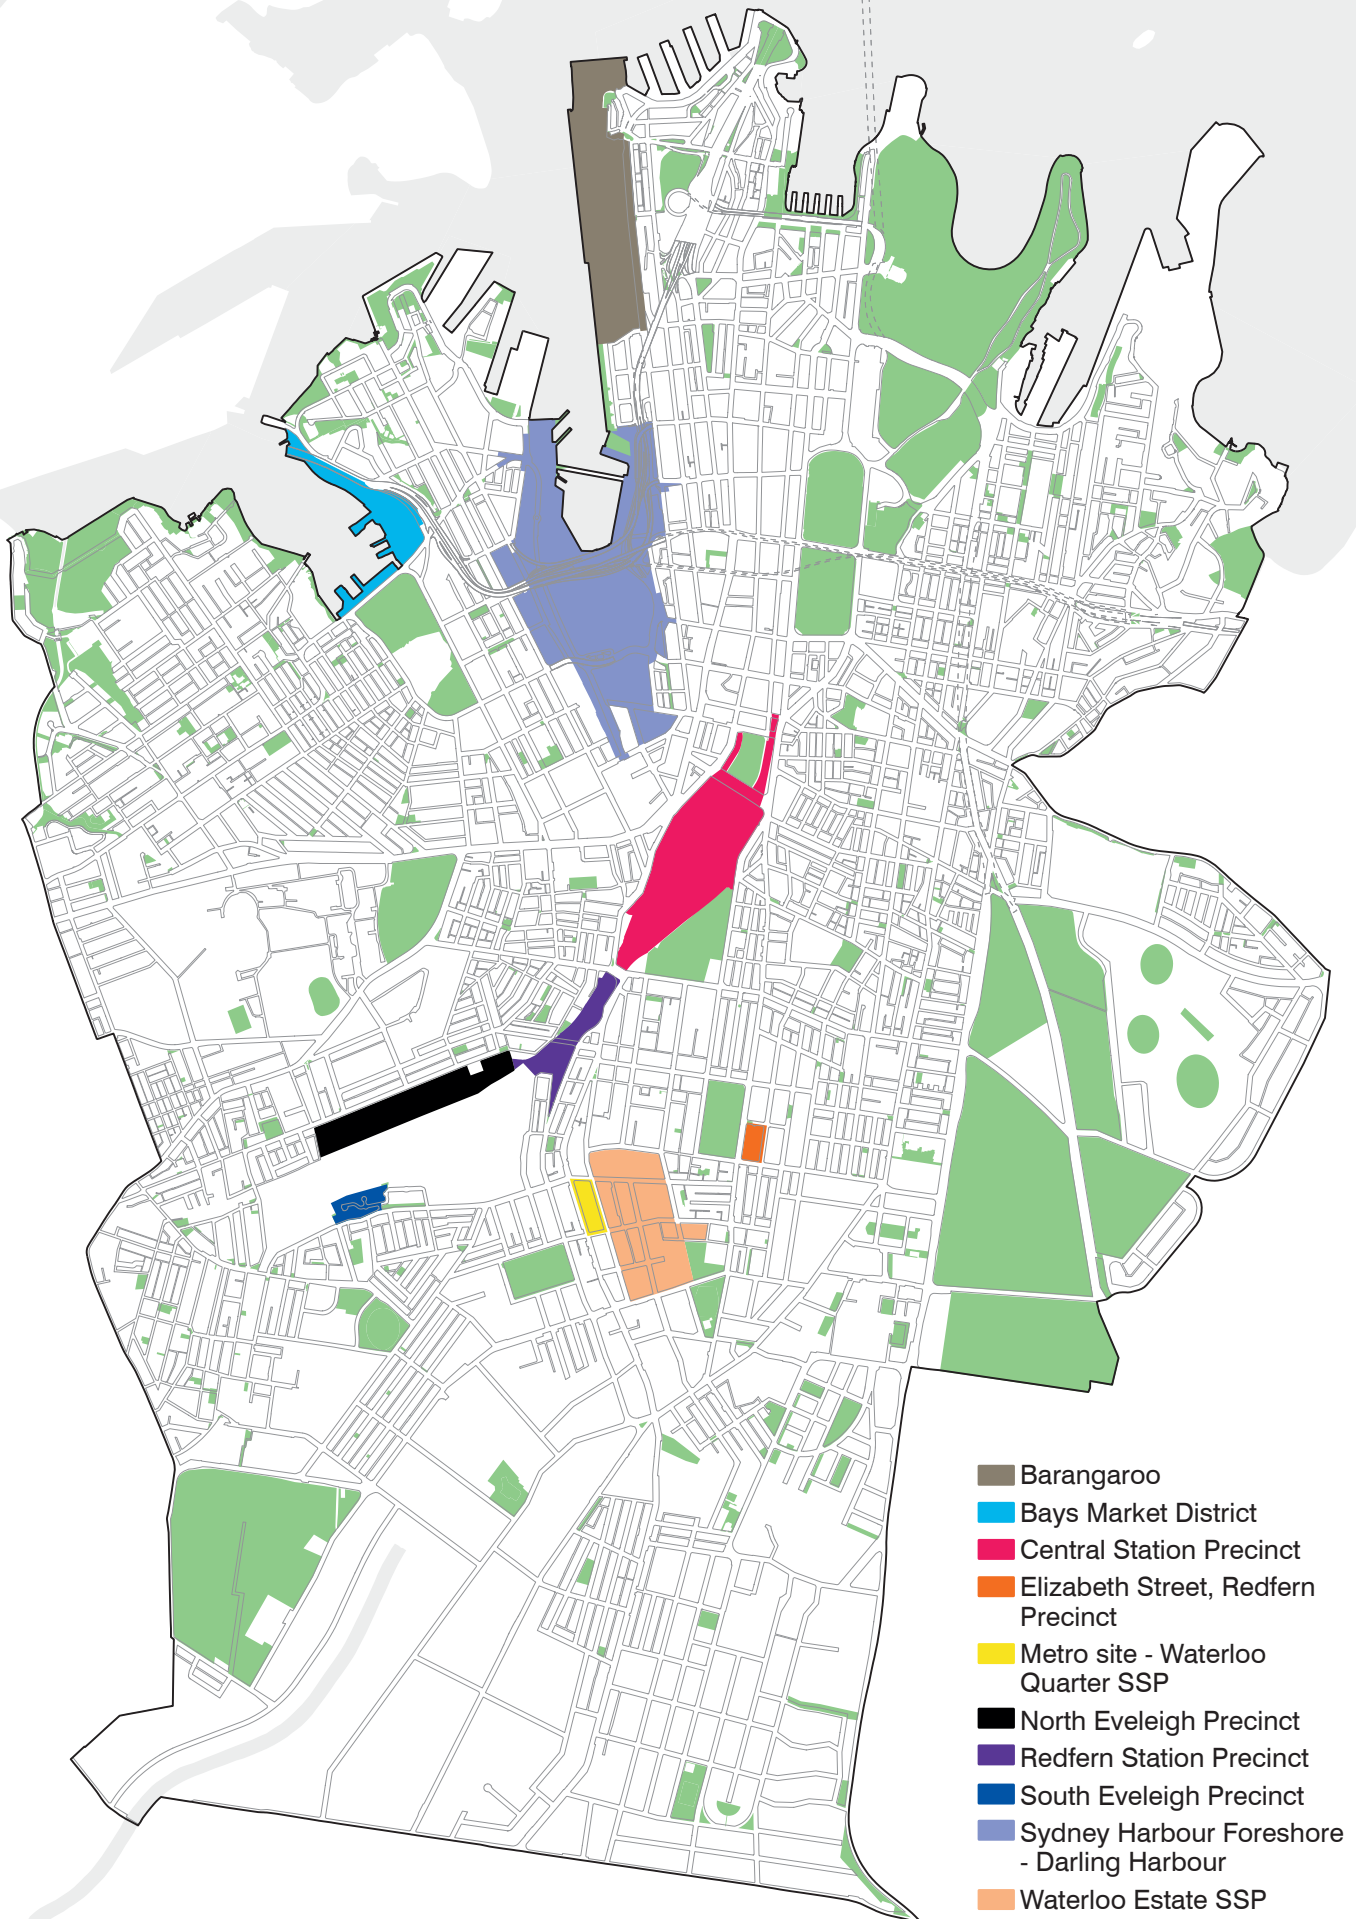 Barangaroo
Bays Market District
Central Station Precinct
Elizabeth Street, Redfern
Precinct
Metro site - Waterloo
Quarter SSP
North Eveleigh Precinct
Redfern Station Precinct
South Eveleigh Precinct
Sydney Harbour Foreshore
- Darling Harbour
Waterloo Estate SSP